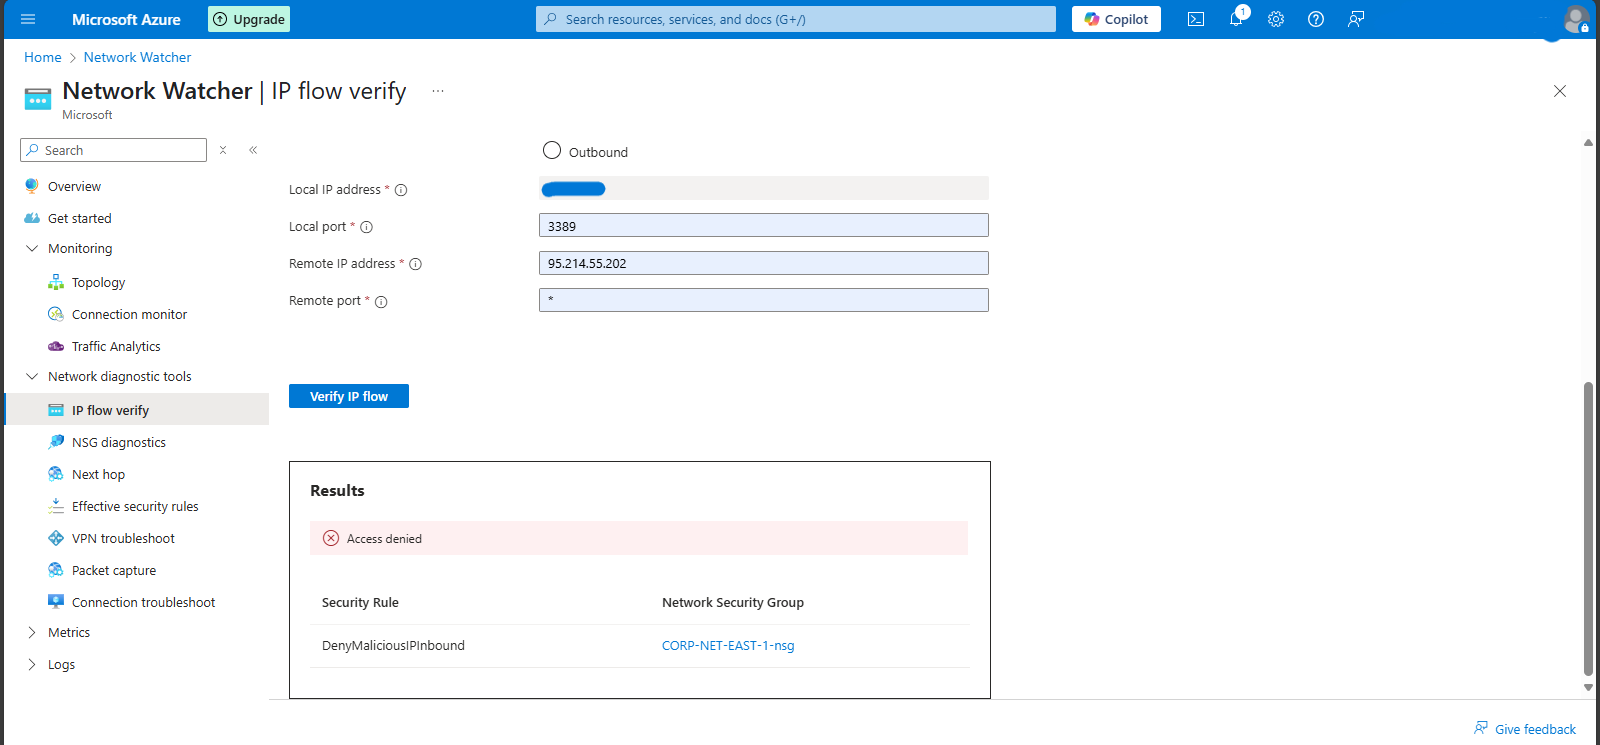 Microsoft Azure
Upgrade
Search resources, services, and docs (G+/)
Copilot
1
Home > Network Watcher
Network Watcher | IP flow verify ...
Microsoft
Search
Overview
Get started
Monitoring
Topology
Connection monitor
Traffic Analytics
Network diagnostic tools
IP flow verify
NSG diagnostics
Next hop
Effective security rules
VPN troubleshoot
Packet capture
Connection troubleshoot
Metrics
Logs
Outbound
Local IP address *
Local port * 3389
Remote IP address * 95.214.55.202
Remote port * *
Verify IP flow
Results
Access denied
Security Rule Network Security Group
DenyMaliciousIPInbound CORP-NET-EAST-1-nsg
Give feedback